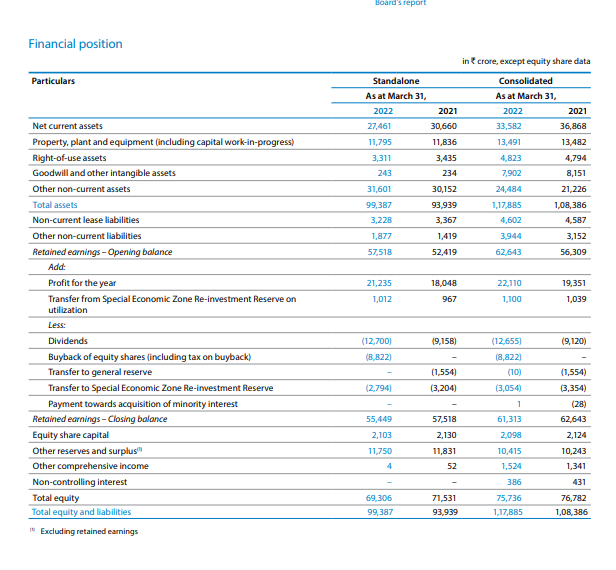 Board's report
Financial position
in ₹ crore, except equity share data
Particulars Standalone Consolidated
As at March 31, As at March 31,
2022 2021 2022 2021
Net current assets 27,461 30,660 33,582 36,868
Property, plant and equipment (including capital work-in-progress) 11,795 11,836 13,491 13,482
Right-of-use assets 3,311 3,435 4,823 4,794
Goodwill and other intangible assets 243 234 7,902 8,151
Other non-current assets 31,601 30,152 24,484 21,226
Total assets 99,387 93,939 1,17,885 1,08,386
Non-current lease liabilities 3,228 3,367 4,602 4,587
Other non-current liabilities 1,877 1,419 3,944 3,152
Retained earnings – Opening balance 57,518 52,419 62,643 56,309
Add:
Profit for the year 21,235 18,048 22,110 19,351
Transfer from Special Economic Zone Re-investment Reserve on 1,012 967 1,100 1,039
utilization
Less:
Dividends (12,700) (9,158) (12,655) (9,120)
Buyback of equity shares (including tax on buyback) (8,822) – (8,822) –
Transfer to general reserve – (1,554) (10) (1,554)
Transfer to Special Economic Zone Re-investment Reserve (2,794) (3,204) (3,054) (3,354)
Payment towards acquisition of minority interest – – 1 (28)
Retained earnings – Closing balance 55,449 57,518 61,313 62,643
Equity share capital 2,103 2,130 2,098 2,124
Other reserves and surplus(1) 11,750 11,831 10,415 10,243
Other comprehensive income 4 52 1,524 1,341
Non-controlling interest – – 386 431
Total equity 69,306 71,531 75,736 76,782
Total equity and liabilities 99,387 93,939 1,17,885 1,08,386
(1) Excluding retained earnings